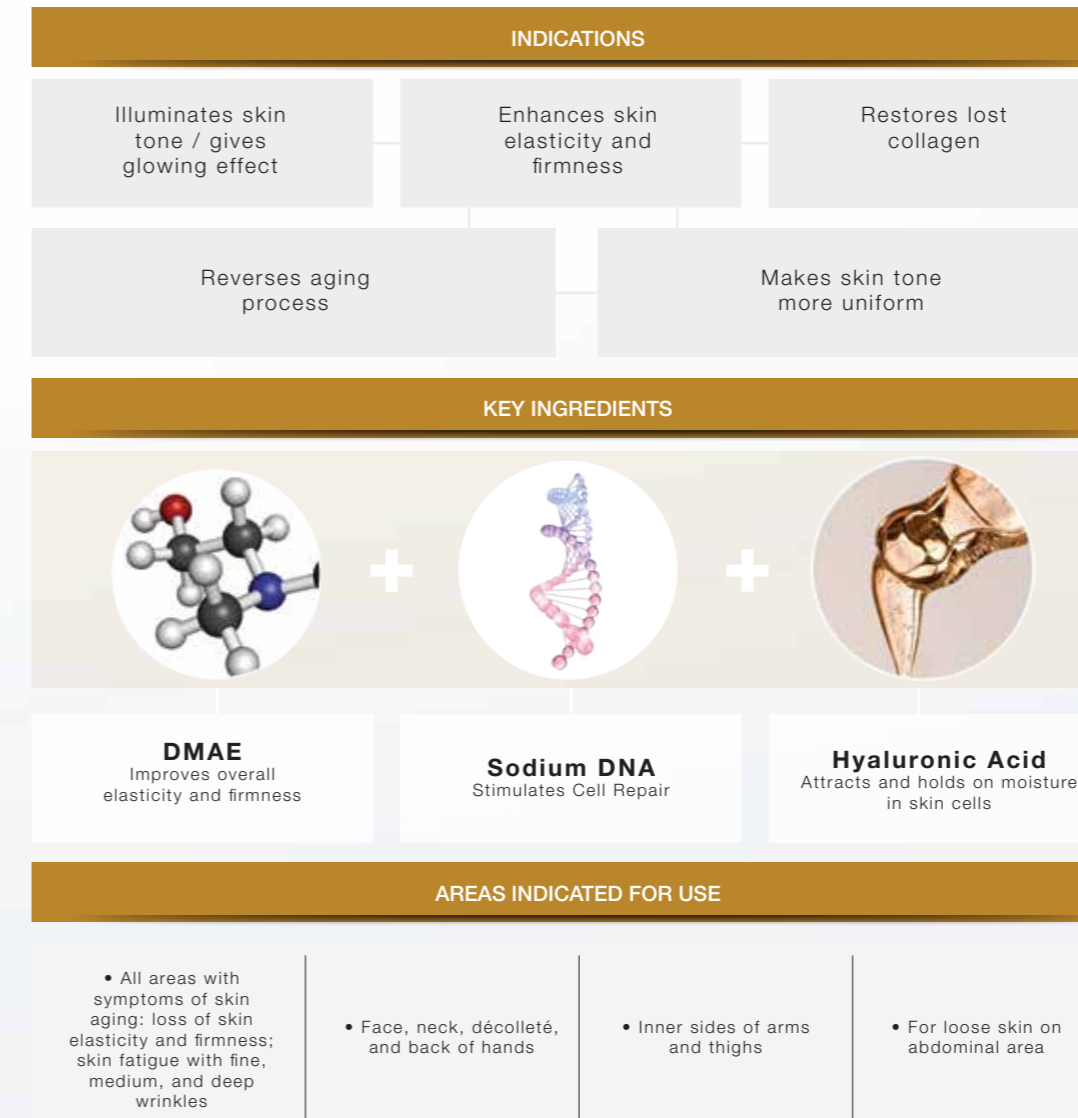 INDICATIONS
Illuminates skin
tone / gives
glowing effect
Enhances skin
elasticity and
firmness
Restores lost
collagen
Reverses aging
process
Makes skin tone
more uniform
KEY INGREDIENTS
DMAE
Improves overall
elasticity and firmness
Sodium DNA
Stimulates Cell Repair
Hyaluronic Acid
Attracts and holds on moisture
in skin cells
AREAS INDICATED FOR USE
• All areas with
symptoms of skin
aging: loss of skin
elasticity and firmness;
skin fatigue with fine,
medium, and deep
wrinkles
• Face, neck, décolleté,
and back of hands
• Inner sides of arms
and thighs
• For loose skin on
abdominal area